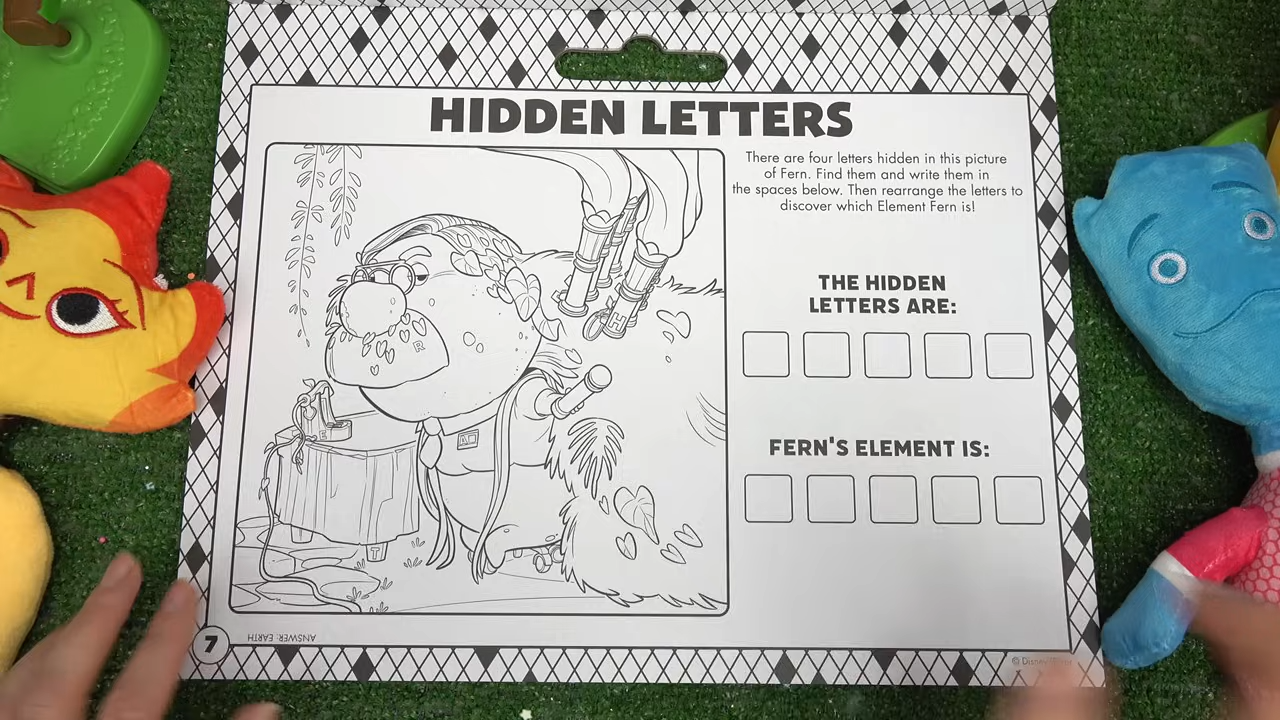 HIDDEN LETTERS
There are four letters hidden in this picture
of Fern. Find them and write them in
the spaces below. Then rearrange the letters to
discover which Element Fern is!
THE HIDDEN
LETTERS ARE:
FERN'S ELEMENT IS:
R
H
T
7
ANSWER: EARTH
© Disney/Pixar